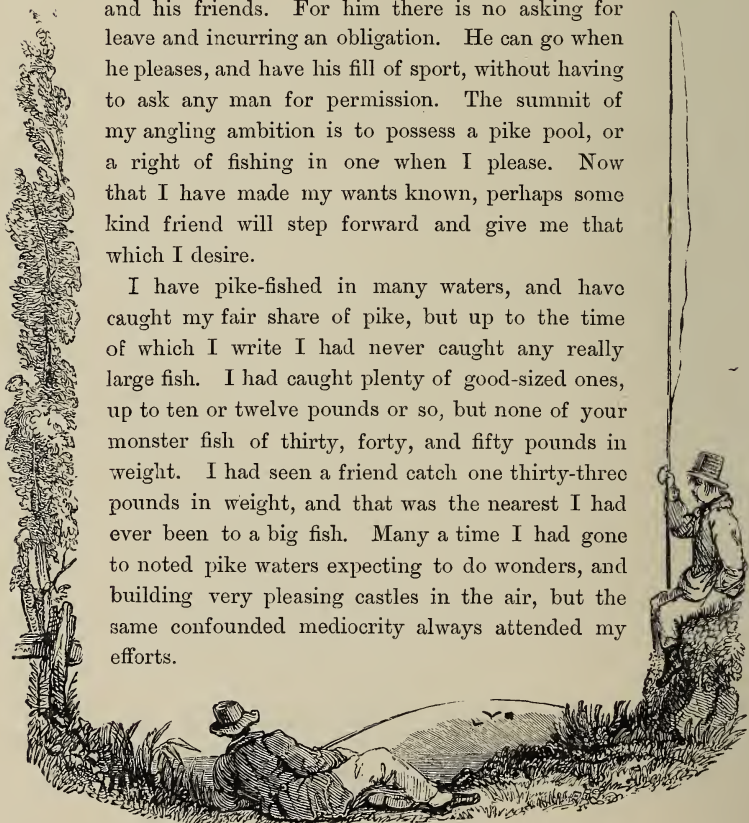 and his friends. For him there is no asking for
leave and incurring an obligation. He can go when
he pleases, and have his fill of sport, without having
to ask any man for permission. The summit of
my angling ambition is to possess a pike pool, or
a right of fishing in one when I please. Now
that I have made my wants known, perhaps some
kind friend will step forward and give me that
which I desire.
I have pike-fished in many waters, and have
caught my fair share of pike, but up to the time
of which I write I had never caught any really
large fish. I had caught plenty of good-sized ones,
up to ten or twelve pounds or so, but none of your
monster fish of thirty, forty, and fifty pounds in
weight. I had seen a friend catch one thirty-three
pounds in weight, and that was the nearest I had
ever been to a big fish. Many a time I had gone
to noted pike waters expecting to do wonders, and
building very pleasing castles in the air, but the
same confounded mediocrity always attended my
efforts.